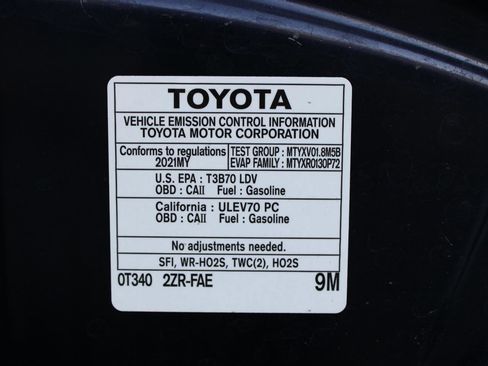 TOYOTA
VEHICLE EMISSION CONTROL INFORMATION
TOYOTA MOTOR CORPORATION
Conforms to regulations
2021MY
TEST GROUP : MTYXV01.8M5B
EVAP FAMILY : MTYXR0130P72
U.S. EPA : T3B70 LDV
OBD : CAII Fuel : Gasoline
California : ULEV70 PC
OBD : CAII Fuel : Gasoline
No adjustments needed.
SFI, WR-HO2S, TWC(2), HO2S
0T340 2ZR-FAE 9M